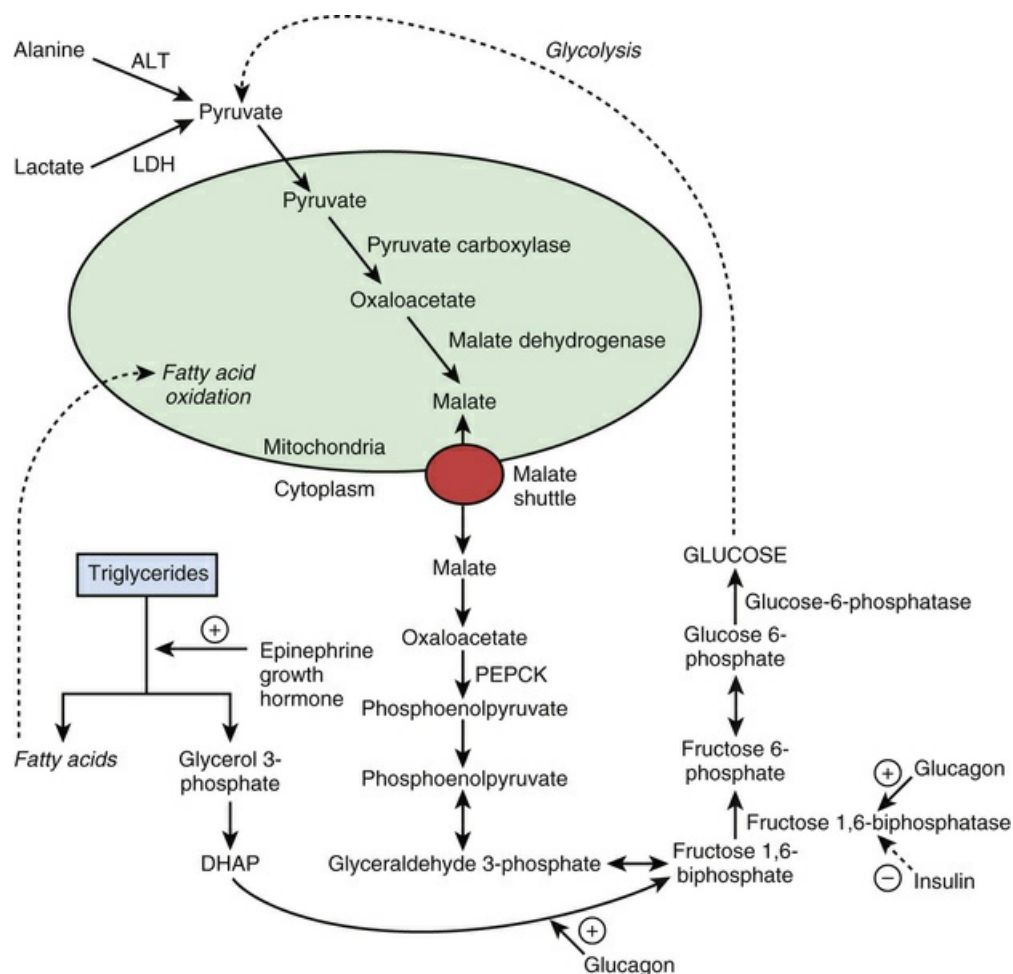 Glycolysis
Alanine
ALT
Pyruvate
Lactate
LDH
Pyruvate
Pyruvate carboxylase
Oxaloacetate
Malate dehydrogenase
Fatty acid
oxidation
Malate
Mitochondria
Cytoplasm
Malate
shuttle
Triglycerides
+
Epinephrine
growth
hormone
Fatty acids
Glycerol 3-
phosphate
DHAP
Malate
Oxaloacetate
PEPCK
Phosphoenolpyruvate
Phosphoenolpyruvate
Glyceraldehyde 3-phosphate
GLUCOSE
Glucose-6-phosphatase
Glucose 6-
phosphate
Fructose 6-
phosphate
+
Glucagon
Fructose 1,6-biphosphatase
Fructose 1,6-
biphosphate
−
Insulin
+
Glucagon